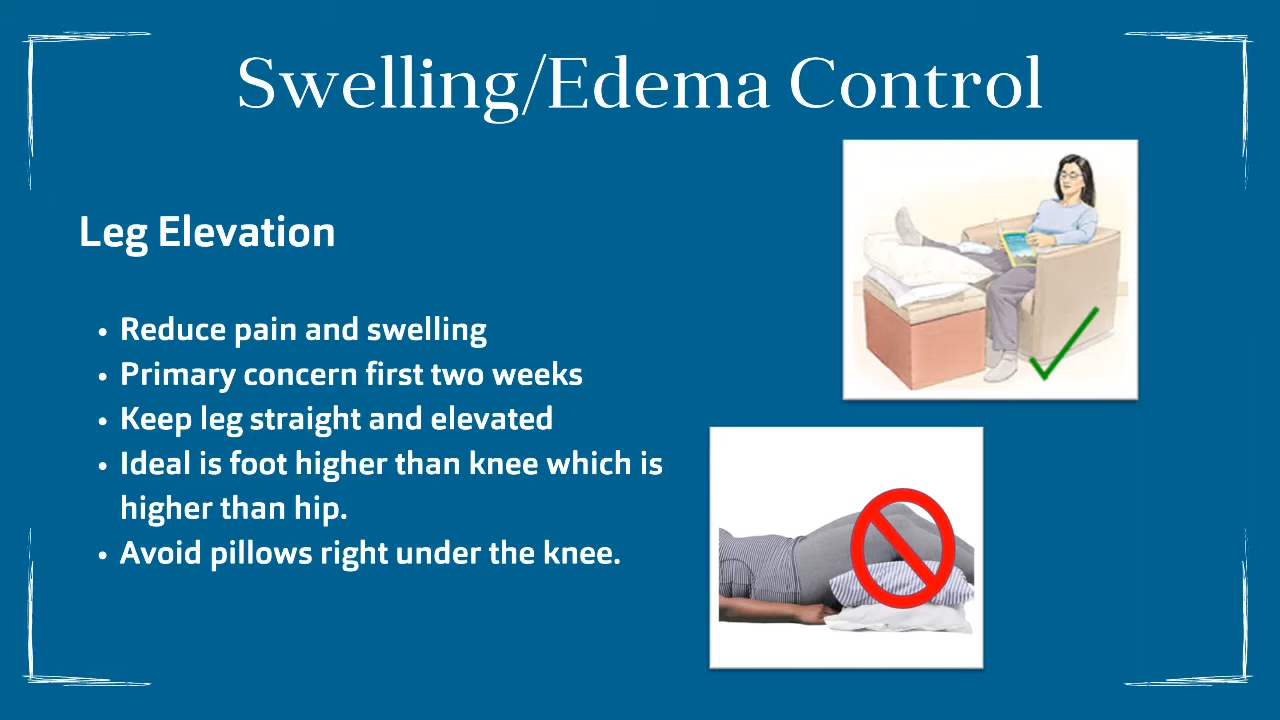 Swelling/Edema Control
Leg Elevation
• Reduce pain and swelling
• Primary concern first two weeks
• Keep leg straight and elevated
• Ideal is foot higher than knee which is
higher than hip.
• Avoid pillows right under the knee.